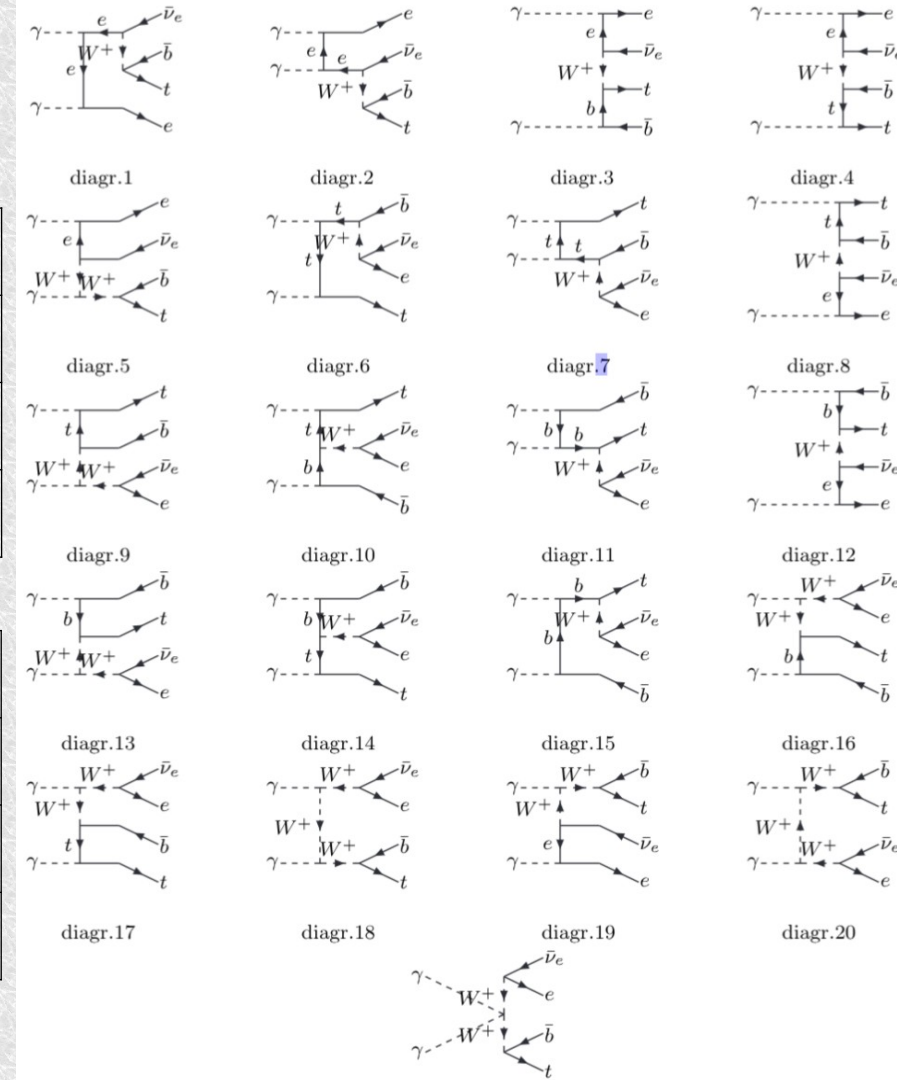 γ e ν̄e
W+ b̄
e t
γ e
diagr.1
γ e
e e ν̄e
γ W+ b̄
t
diagr.2
γ e
e ν̄e
W+
b t
γ b̄
diagr.3
γ e
e ν̄e
W+
t b̄
γ t
diagr.4
γ e
e ν̄e
W+ W+ b̄
γ t
diagr.5
γ t b̄
W+ ν̄e
t e
γ t
diagr.6
γ t
t t b̄
γ W+ ν̄e
e
diagr.7
γ t
t b̄
W+
e ν̄e
γ e
diagr.8
γ t
t b̄
W+ W+ ν̄e
γ e
diagr.9
γ t
t W+ ν̄e
b e
γ b̄
diagr.10
γ b̄
b b t
γ W+ ν̄e
e
diagr.11
γ b̄
b t
W+
e ν̄e
γ e
diagr.12
γ b̄
b t
W+ W+ ν̄e
γ e
diagr.13
γ b̄
b W+ ν̄e
t e
γ t
diagr.14
γ b t
W+ ν̄e
b e
γ b̄
diagr.15
γ W+ ν̄e
W+ e
b t
γ b̄
diagr.16
γ W+ ν̄e
W+ e
t b̄
γ t
diagr.17
γ W+ ν̄e
W+ e
W+ b̄
γ t
diagr.18
γ W+ b̄
W+ t
e ν̄e
γ e
diagr.19
γ W+ b̄
W+ t
W+ ν̄e
γ e
diagr.20
γ ν̄e
W+ e
W+ b̄
γ t